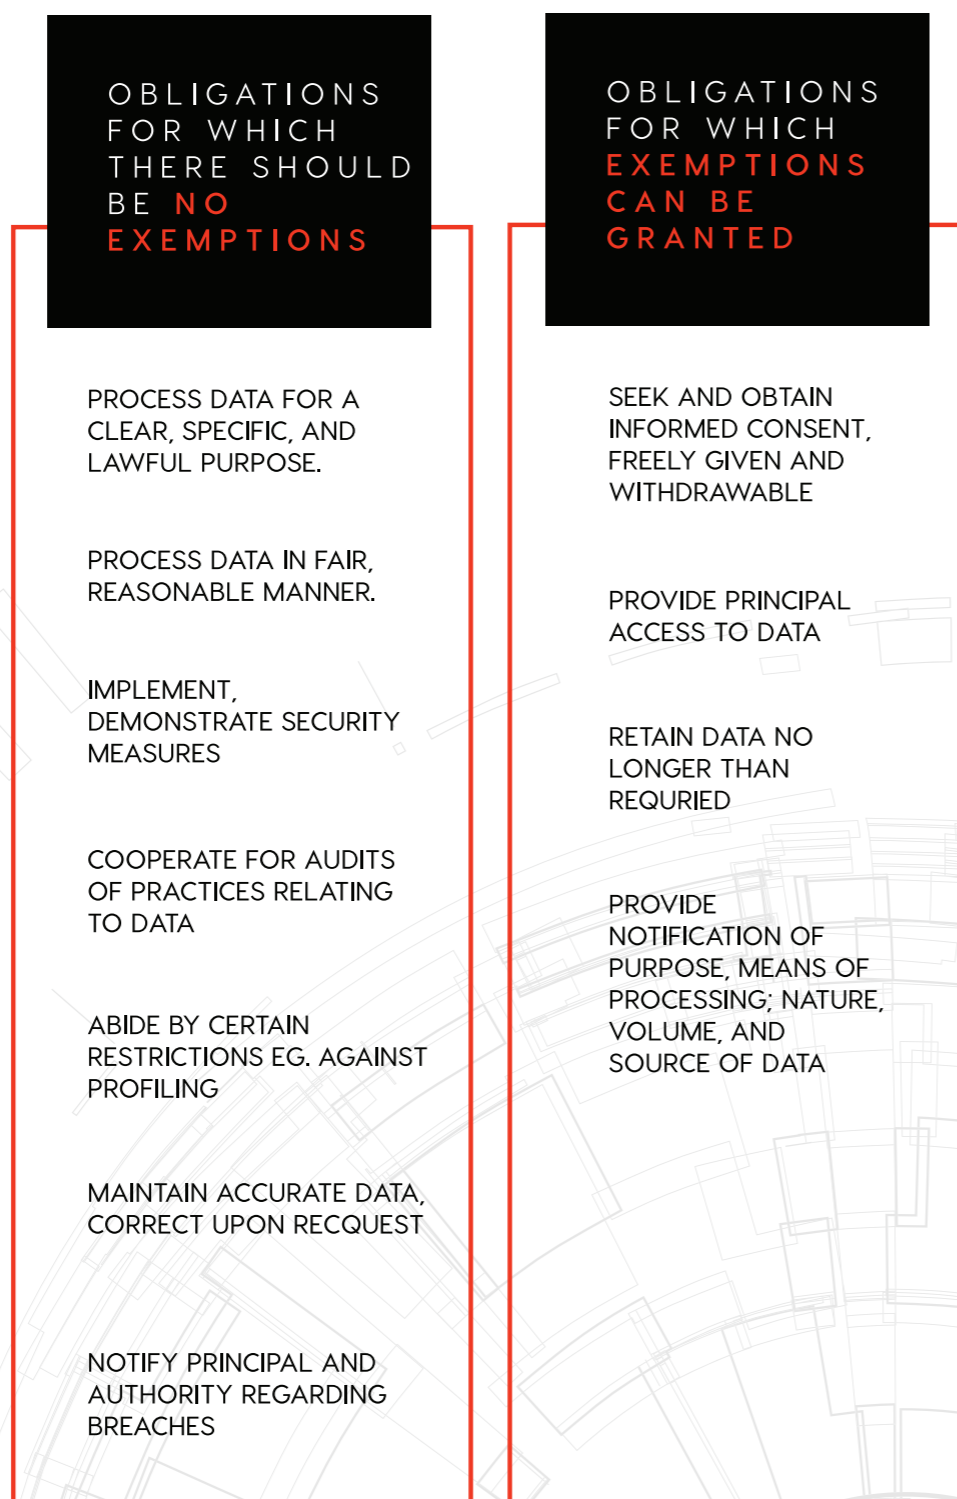 OBLIGATIONS
FOR WHICH
THERE SHOULD
BE NO
EXEMPTIONS
PROCESS DATA FOR A
CLEAR, SPECIFIC, AND
LAWFUL PURPOSE.
PROCESS DATA IN FAIR,
REASONABLE MANNER.
IMPLEMENT,
DEMONSTRATE SECURITY
MEASURES
COOPERATE FOR AUDITS
OF PRACTICES RELATING
TO DATA
ABIDE BY CERTAIN
RESTRICTIONS EG. AGAINST
PROFILING
MAINTAIN ACCURATE DATA,
CORRECT UPON RECQUEST
NOTIFY PRINCIPAL AND
AUTHORITY REGARDING
BREACHES
OBLIGATIONS
FOR WHICH
EXEMPTIONS
CAN BE
GRANTED
SEEK AND OBTAIN
INFORMED CONSENT,
FREELY GIVEN AND
WITHDRAWABLE
PROVIDE PRINCIPAL
ACCESS TO DATA
RETAIN DATA NO
LONGER THAN
REQURIED
PROVIDE
NOTIFICATION OF
PURPOSE, MEANS OF
PROCESSING; NATURE,
VOLUME, AND
SOURCE OF DATA